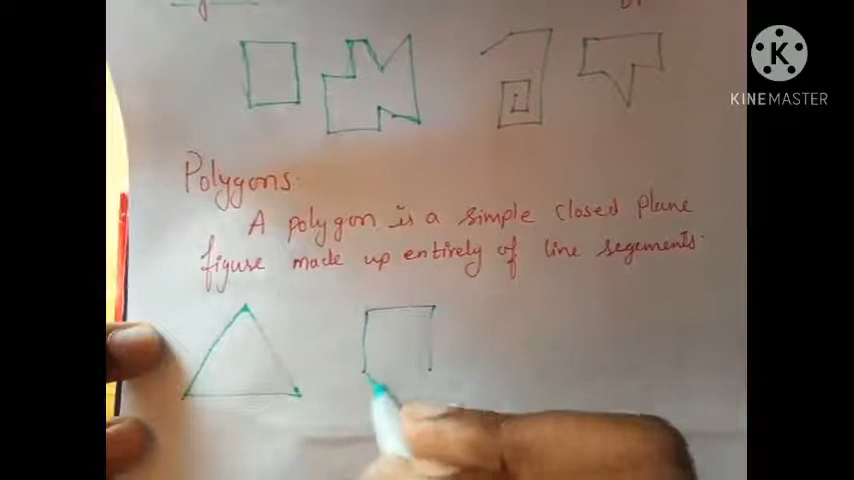 KINEMASTER
Polygons.
A polygon is a simple closed plane
figure made up entirely of line segements.